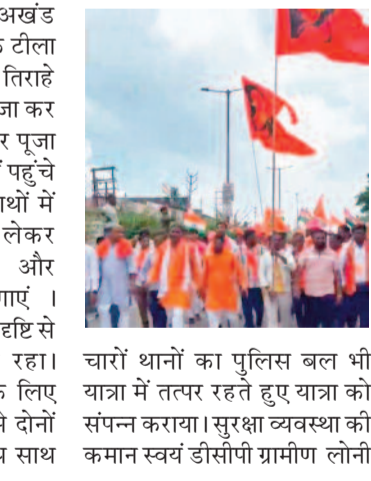 अखंड
टीला
तिराहे
कर
पूजा
पहुंचे
में
लेकर
और
।
से
रहा।
लिए
दोनों
साथ
चारों थानों का पुलिस बल भी
यात्रा में तत्पर रहते हुए यात्रा को
संपन्न कराया। सुरक्षा व्यवस्था की
कमान स्वयं डीसीपी ग्रामीण लोनी